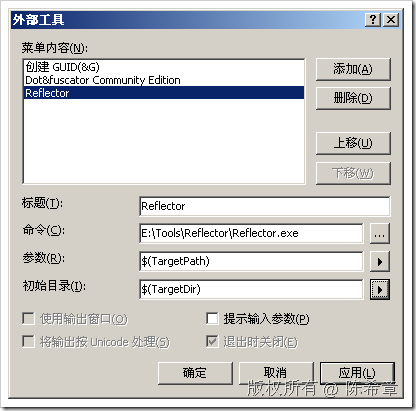 外部工具
菜单内容(N):
创建 GUID(&G)
Dot&fuscator Community Edition
Reflector
添加(A)
删除(D)
上移(U)
下移(W)
标题(T):
Reflector
命令(C):
E:\Tools\Reflector\Reflector.exe
...
参数(R):
$(TargetPath)
初始目录(I):
$(TargetDir)
使用输出窗口(O)
提示输入参数(P)
将输出按 Unicode 处理(S)
退出时关闭(E)
确定
取消
应用(L)
版权所有 @ 陈希章